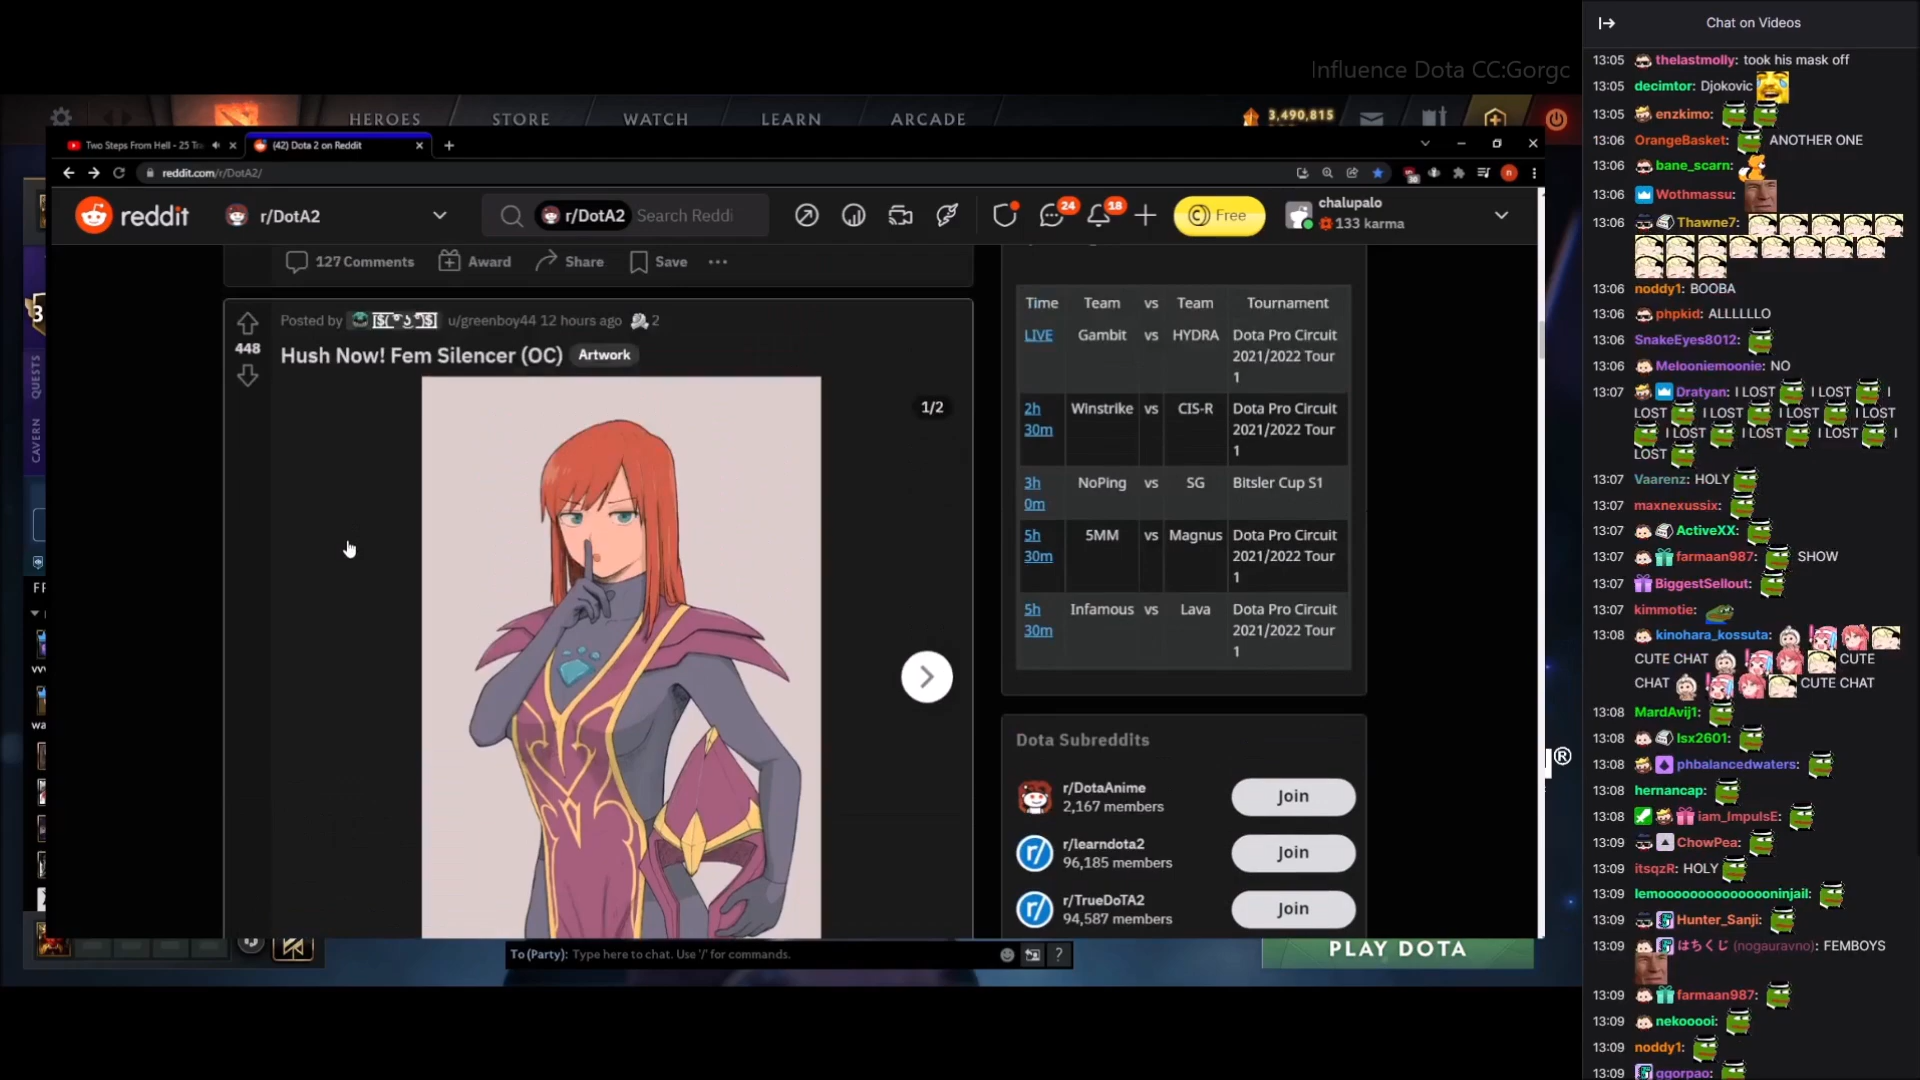 Influence Dota CC:Gorgc
HEROES STORE WATCH LEARN ARCADE
3,490,815
Two Steps From Hell - 25 Tra
(42) Dota 2 on Reddit
reddit.com/r/DotA2/
reddit
r/DotA2
r/DotA2 Search Reddi
24
18
Free
chalupalo
133 karma
127 Comments Award Share Save
Posted by u/greenboy44 12 hours ago 2
448
Hush Now! Fem Silencer (OC) Artwork
1/2
Time Team vs Team Tournament
LIVE Gambit vs HYDRA Dota Pro Circuit
2021/2022 Tour
1
2h Winstrike vs CIS-R Dota Pro Circuit
30m 2021/2022 Tour
1
3h NoPing vs SG Bitsler Cup S1
0m
5h 5MM vs Magnus Dota Pro Circuit
30m 2021/2022 Tour
1
5h Infamous vs Lava Dota Pro Circuit
30m 2021/2022 Tour
1
Dota Subreddits
r/DotaAnime
2,167 members
Join
r/learndota2
96,185 members
Join
r/TrueDoTA2
94,587 members
Join
QUESTS
CAVERN
To (Party): Type here to chat. Use '/' for commands.
?
PLAY DOTA
®
Chat on Videos
13:05 thelastmolly: took his mask off
13:05 decimtor: Djokovic
13:05 enzkimo:
13:06 OrangeBasket: ANOTHER ONE
13:06 bane_scarn:
13:06 Wothmassu:
13:06 Thawne7:
13:06 noddy1: BOOBA
13:06 phpkid: ALLLLLLO
13:06 SnakeEyes8012:
13:06 Melooniemoonie: NO
13:07 Dratyan: I LOST I LOST I
LOST I LOST I LOST I LOST
I LOST I LOST I LOST I
LOST
13:07 Vaarenz: HOLY
13:07 maxnexussix:
13:07 ActiveXX:
13:07 farmaan987: SHOW
13:07 BiggestSellout:
13:07 kimmotie:
13:08 kinohara_kossuta:
CUTE CHAT CUTE
CHAT CUTE CHAT
13:08 MardAvij1:
13:08 lsx2601:
13:08 phbalancedwaters:
13:08 hernancap:
13:08 iam_ImpulsE:
13:09 ChowPea:
13:09 itsqzR: HOLY
13:09 lemoooooooooooooooninjail:
13:09 Hunter_Sanji:
13:09 はちくじ (nogauravno): FEMBOYS
13:09 farmaan987:
13:09 nekooooi:
13:09 noddy1:
13:09 ggorpao: